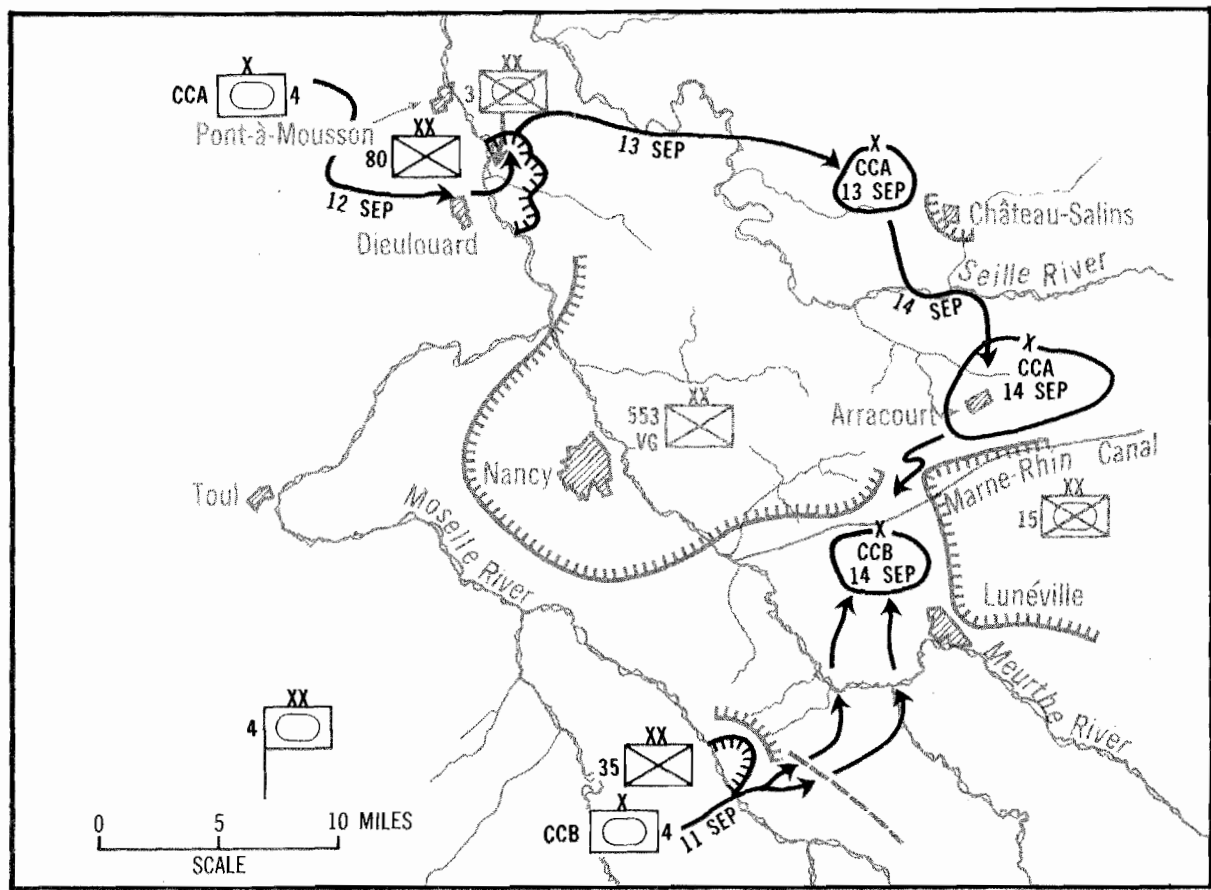 X
CCA 4
Pont-à-Mousson
XX
3
XX
80
12 SEP
Dieulouard
13 SEP
X
CCA
13 SEP
Château-Salins
Seille River
14 SEP
X
CCA
14 SEP
Arracourt
XX
553
VG
Nancy
Toul
Moselle River
Marne-Rhin Canal
XX
15
X
CCB
14 SEP
Lunéville
Meurthe River
XX
4
XX
35
X
CCB 4
11 SEP
0 5 10 MILES
SCALE